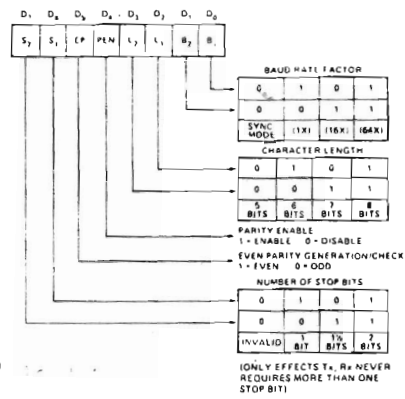 D7 D6 D5 D4 D3 D2 D1 D0
S2 S1 EP PEN L2 L1 B2 B1
BAUD RATE FACTOR
0 1 0 1
0 0 1 1
SYNC MODE (1X) (16X) (64X)
CHARACTER LENGTH
0 1 0 1
0 0 1 1
5 BITS 6 BITS 7 BITS 8 BITS
PARITY ENABLE
1 = ENABLE 0 = DISABLE
EVEN PARITY GENERATION/CHECK
1 = EVEN 0 = ODD
NUMBER OF STOP BITS
0 1 0 1
0 0 1 1
INVALID 1 BIT 1½ BITS 2 BITS
(ONLY EFFECTS Tx, Rx NEVER
REQUIRES MORE THAN ONE
STOP BIT)